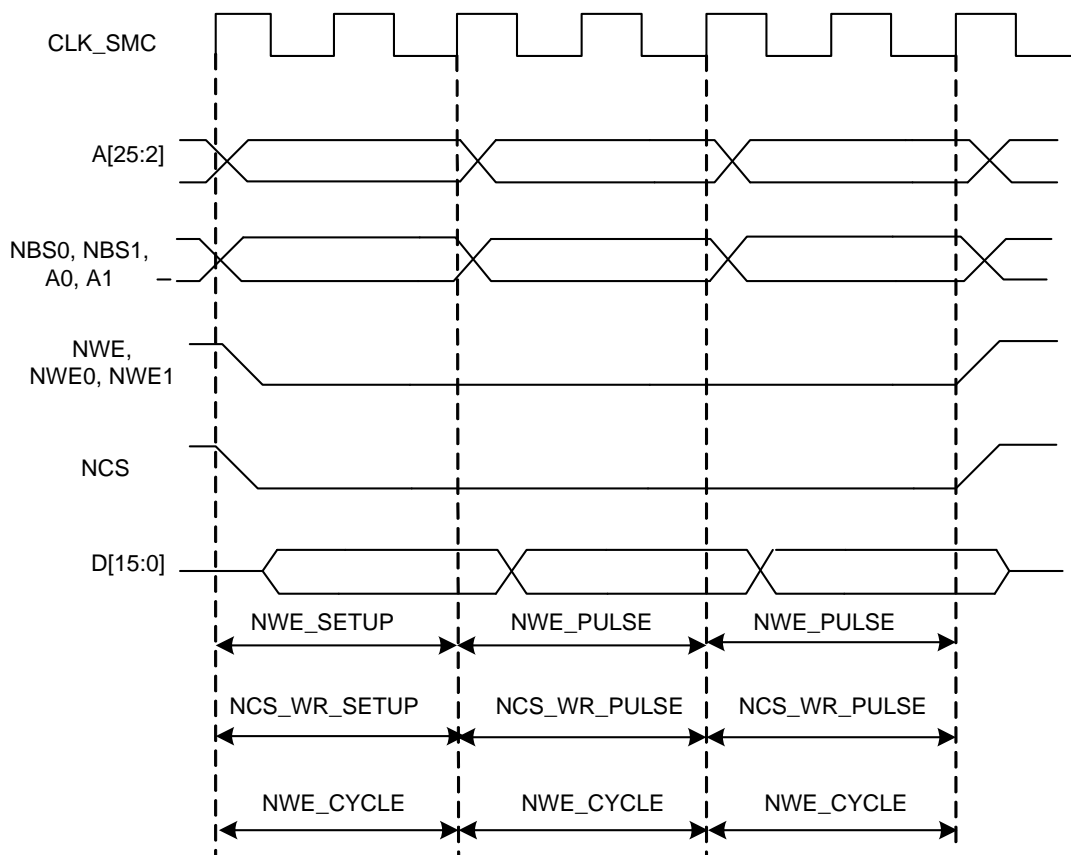 CLK_SMC
A[25:2]
NBS0, NBS1,
A0, A1
NWE,
NWE0, NWE1
NCS
D[15:0]
NWE_SETUP NWE_PULSE NWE_PULSE
NCS_WR_SETUP NCS_WR_PULSE NCS_WR_PULSE
NWE_CYCLE NWE_CYCLE NWE_CYCLE